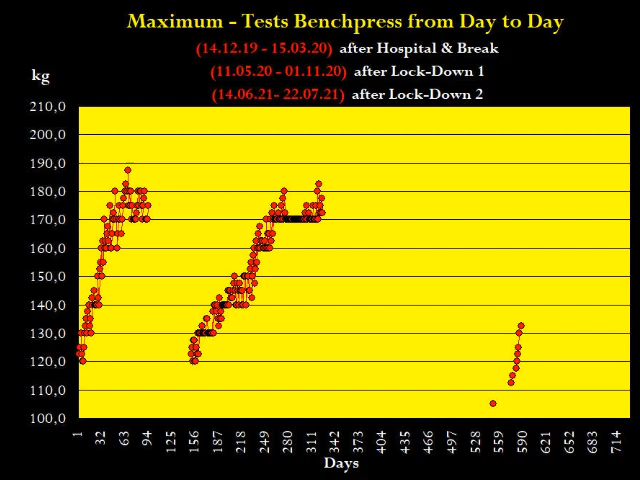 Maximum - Tests Benchpress from Day to Day
(14.12.19 - 15.03.20) after Hospital & Break
(11.05.20 - 01.11.20) after Lock-Down 1
(14.06.21- 22.07.21) after Lock-Down 2
kg
210,0
200,0
190,0
180,0
170,0
160,0
150,0
140,0
130,0
120,0
110,0
100,0
1 32 63 94 125 156 187 218 249 280 311 342 373 404 435 466 497 528 559 590 621 652 683 714
Days